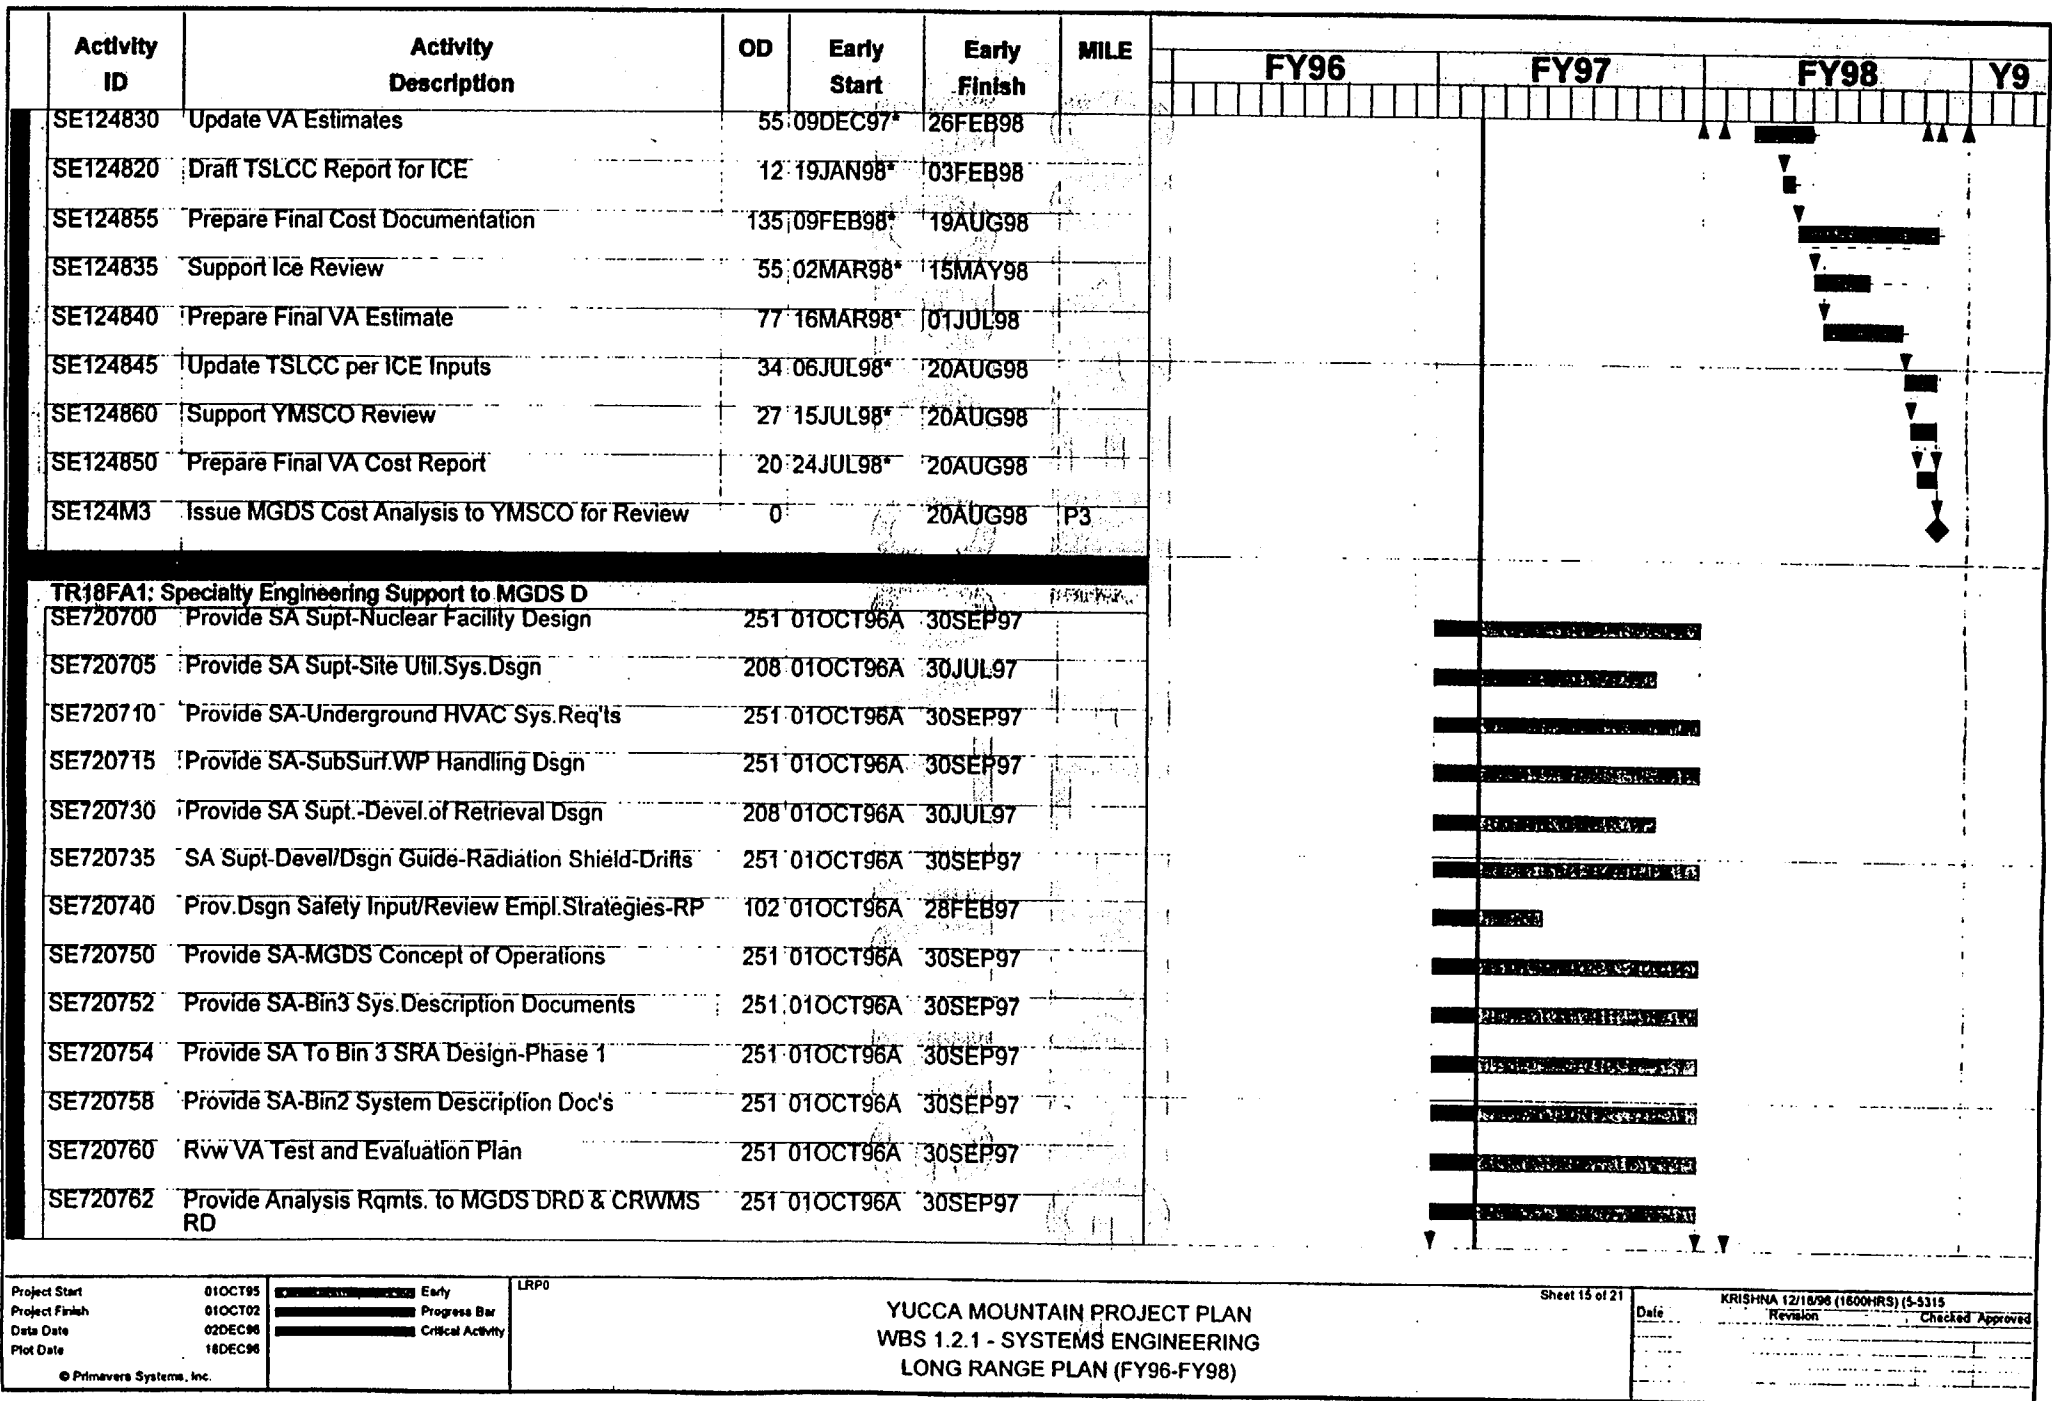 Activity ID Activity Description OD Early Start Early Finish MILE FY96 FY97 FY98 Y9
SE124830 Update VA Estimates 55 09DEC97* 26FEB98
SE124820 Draft TSLCC Report for ICE 12 19JAN98* 03FEB98
SE124855 Prepare Final Cost Documentation 135 09FEB98* 19AUG98
SE124835 Support Ice Review 55 02MAR98* 15MAY98
SE124840 Prepare Final VA Estimate 77 16MAR98* 01JUL98
SE124845 Update TSLCC per ICE Inputs 34 06JUL98* 20AUG98
SE124860 Support YMSCO Review 27 15JUL98* 20AUG98
SE124850 Prepare Final VA Cost Report 20 24JUL98* 20AUG98
SE124M3 Issue MGDS Cost Analysis to YMSCO for Review 0 20AUG98 P3
TR18FA1: Specialty Engineering Support to MGDS D
SE720700 Provide SA Supt-Nuclear Facility Design 251 01OCT96A 30SEP97
SE720705 Provide SA Supt-Site Util.Sys.Dsgn 208 01OCT96A 30JUL97
SE720710 Provide SA-Underground HVAC Sys.Req'ts 251 01OCT96A 30SEP97
SE720715 Provide SA-SubSurf.WP Handling Dsgn 251 01OCT96A 30SEP97
SE720730 Provide SA Supt.-Devel.of Retrieval Dsgn 208 01OCT96A 30JUL97
SE720735 SA Supt-Devel/Dsgn Guide-Radiation Shield-Drifts 251 01OCT96A 30SEP97
SE720740 Prov.Dsgn Safety Input/Review Empl.Strategies-RP 102 01OCT96A 28FEB97
SE720750 Provide SA-MGDS Concept of Operations 251 01OCT96A 30SEP97
SE720752 Provide SA-Bin3 Sys.Description Documents 251 01OCT96A 30SEP97
SE720754 Provide SA To Bin 3 SRA Design-Phase 1 251 01OCT96A 30SEP97
SE720758 Provide SA-Bin2 System Description Doc's 251 01OCT96A 30SEP97
SE720760 Rvw VA Test and Evaluation Plan 251 01OCT96A 30SEP97
SE720762 Provide Analysis Rqmts. to MGDS DRD & CRWMS 251 01OCT96A 30SEP97
RD
Project Start 01OCT95
Project Finish 01OCT02
Data Date 02DEC96
Plot Date 18DEC96
© Primavera Systems, Inc.
Early
Progress Bar
Critical Activity
LRP0
YUCCA MOUNTAIN PROJECT PLAN
WBS 1.2.1 - SYSTEMS ENGINEERING
LONG RANGE PLAN (FY96-FY98)
Sheet 15 of 21
KRISHNA 12/18/96 (1600HRS) (5-5315
Date Revision Checked Approved